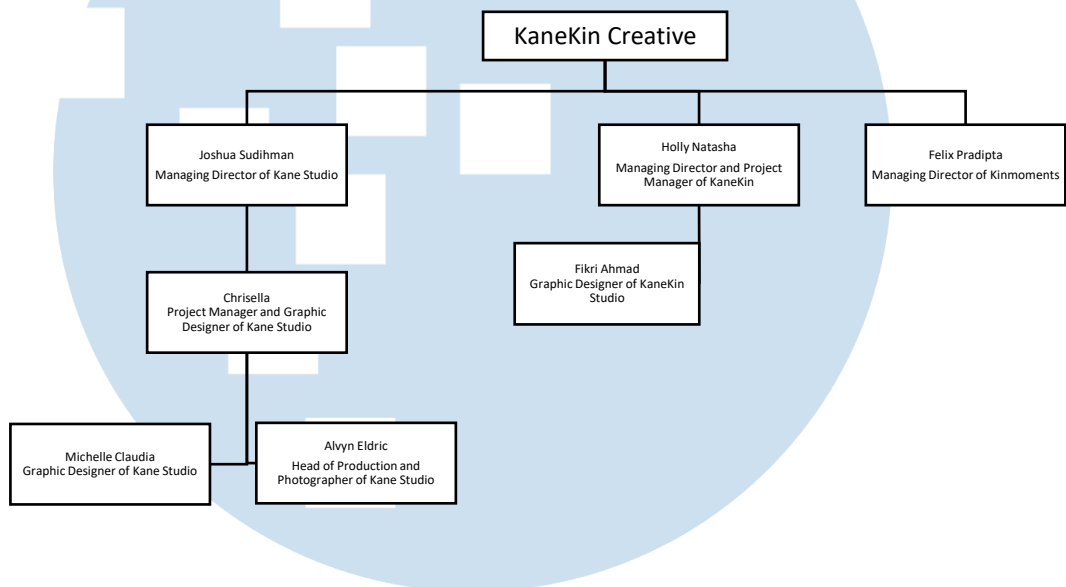 KaneKin Creative
Joshua Sudihman
Managing Director of Kane Studio
Holly Natasha
Managing Director and Project
Manager of KaneKin
Felix Pradipta
Managing Director of Kinmoments
Chrisella
Project Manager and Graphic
Designer of Kane Studio
Fikri Ahmad
Graphic Designer of KaneKin
Studio
Michelle Claudia
Graphic Designer of Kane Studio
Alvyn Eldric
Head of Production and
Photographer of Kane Studio